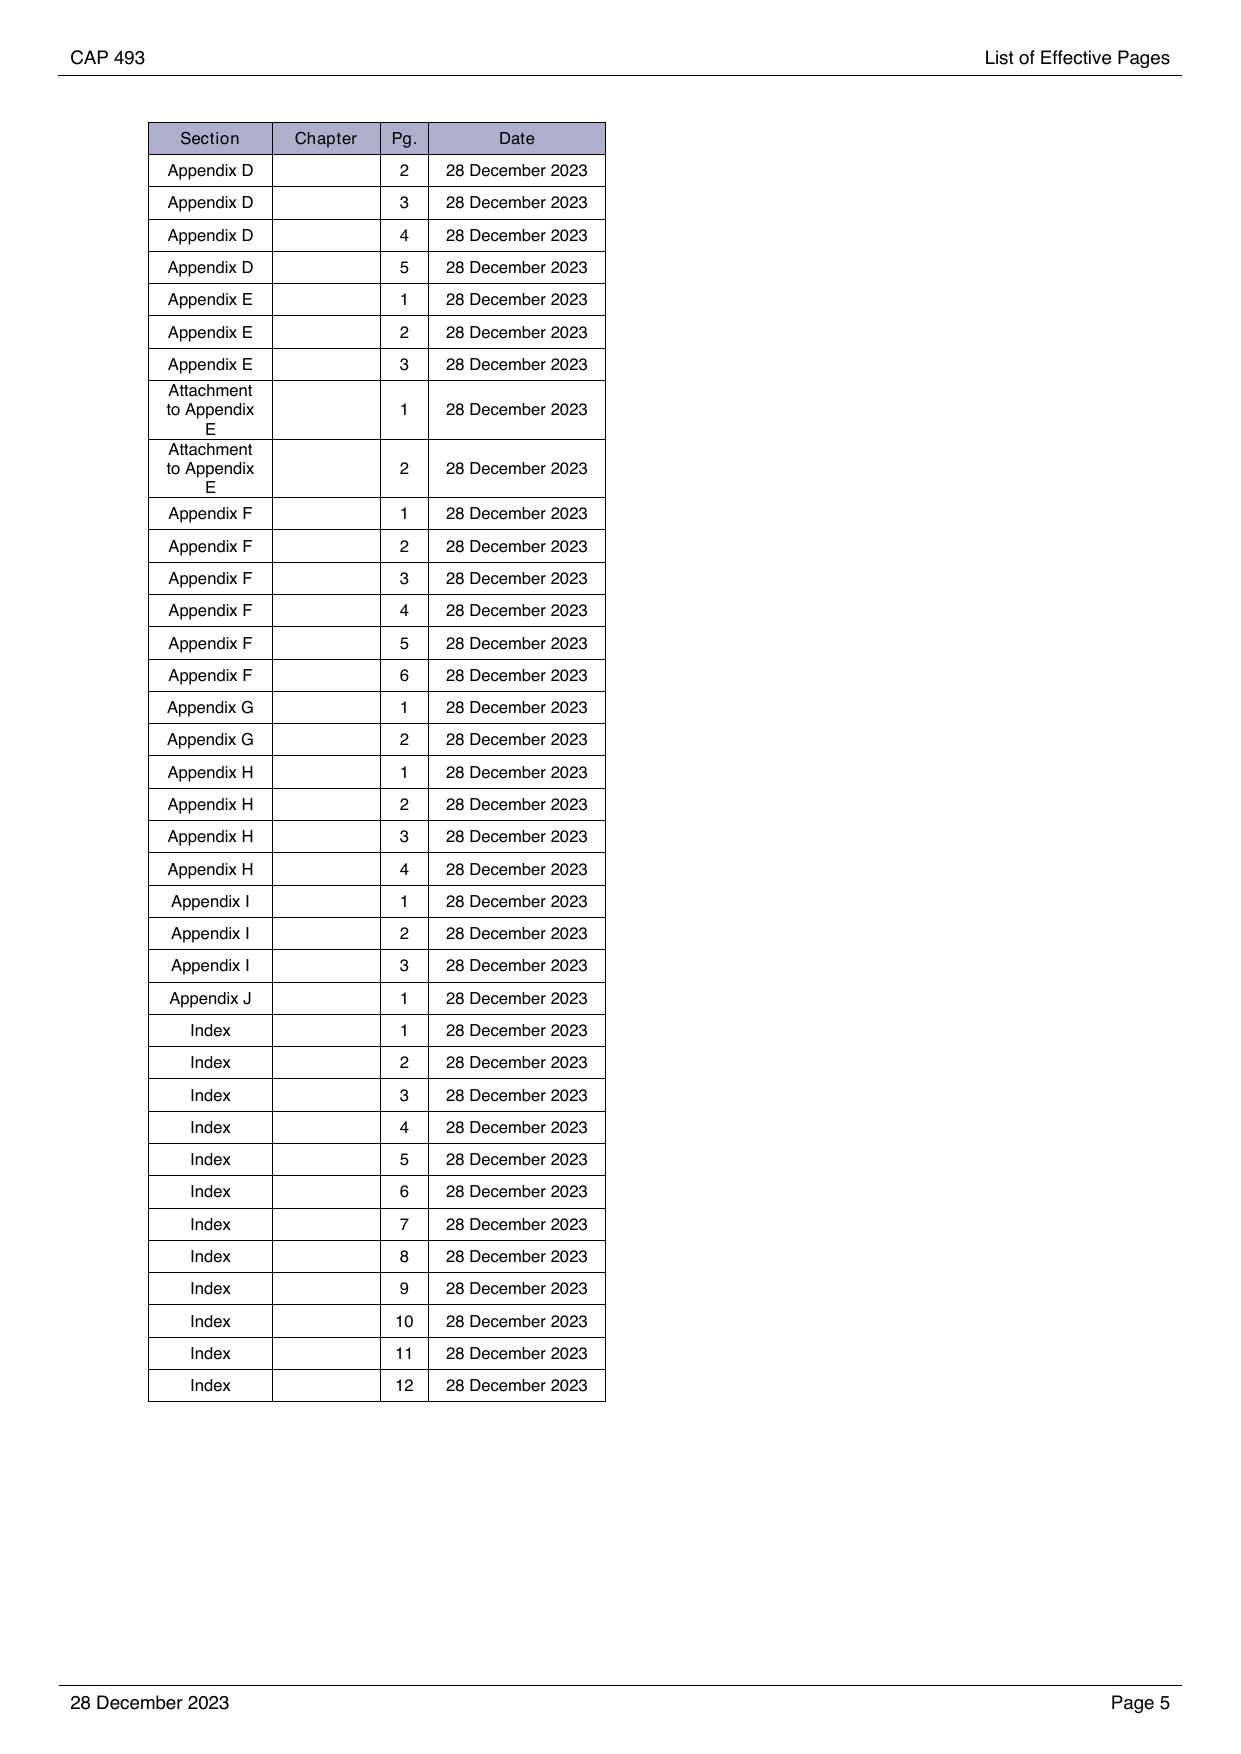 CAP 493 List of Effective Pages
Section Chapter Pg. Date
Appendix D 2 28 December 2023
Appendix D 3 28 December 2023
Appendix D 4 28 December 2023
Appendix D 5 28 December 2023
Appendix E 1 28 December 2023
Appendix E 2 28 December 2023
Appendix E 3 28 December 2023
Attachment
to Appendix 1 28 December 2023
E
Attachment
to Appendix 2 28 December 2023
E
Appendix F 1 28 December 2023
Appendix F 2 28 December 2023
Appendix F 3 28 December 2023
Appendix F 4 28 December 2023
Appendix F 5 28 December 2023
Appendix F 6 28 December 2023
Appendix G 1 28 December 2023
Appendix G 2 28 December 2023
Appendix H 1 28 December 2023
Appendix H 2 28 December 2023
Appendix H 3 28 December 2023
Appendix H 4 28 December 2023
Appendix I 1 28 December 2023
Appendix I 2 28 December 2023
Appendix I 3 28 December 2023
Appendix J 1 28 December 2023
Index 1 28 December 2023
Index 2 28 December 2023
Index 3 28 December 2023
Index 4 28 December 2023
Index 5 28 December 2023
Index 6 28 December 2023
Index 7 28 December 2023
Index 8 28 December 2023
Index 9 28 December 2023
Index 10 28 December 2023
Index 11 28 December 2023
Index 12 28 December 2023
28 December 2023 Page 5